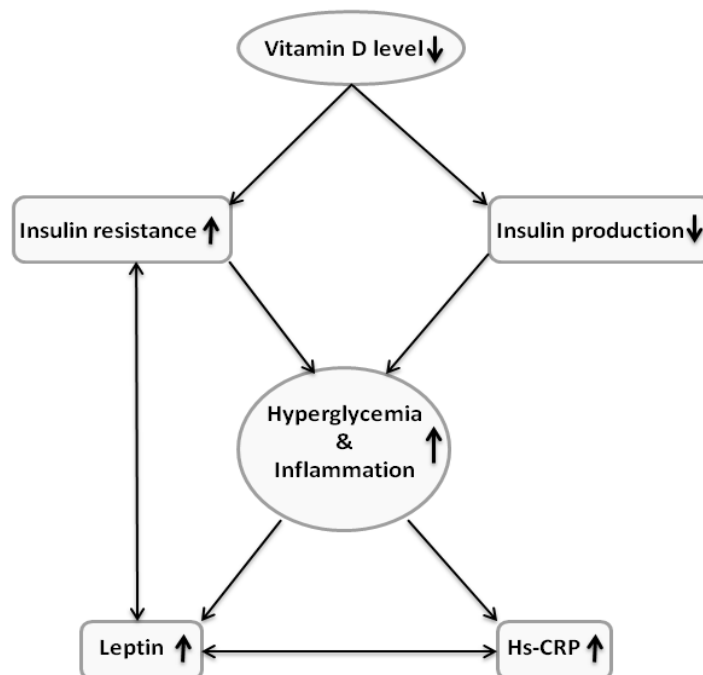 Vitamin D level
Insulin resistance
Insulin production
Hyperglycemia
&
Inflammation
Leptin
Hs-CRP